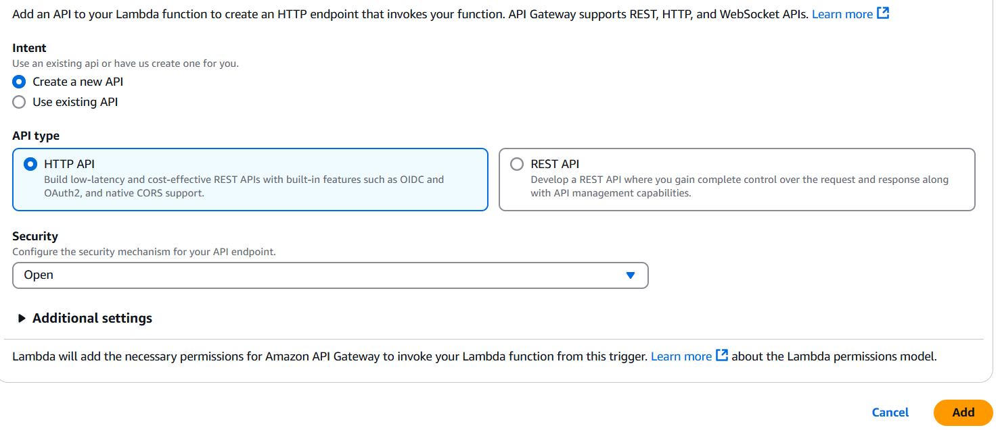 Add an API to your Lambda function to create an HTTP endpoint that invokes your function. API Gateway supports REST, HTTP, and WebSocket APIs. Learn more
Intent
Use an existing api or have us create one for you.
Create a new API
Use existing API
API type
HTTP API
Build low-latency and cost-effective REST APIs with built-in features such as OIDC and
OAuth2, and native CORS support.
REST API
Develop a REST API where you gain complete control over the request and response along
with API management capabilities.
Security
Configure the security mechanism for your API endpoint.
Open
Additional settings
Lambda will add the necessary permissions for Amazon API Gateway to invoke your Lambda function from this trigger. Learn more about the Lambda permissions model.
Cancel
Add